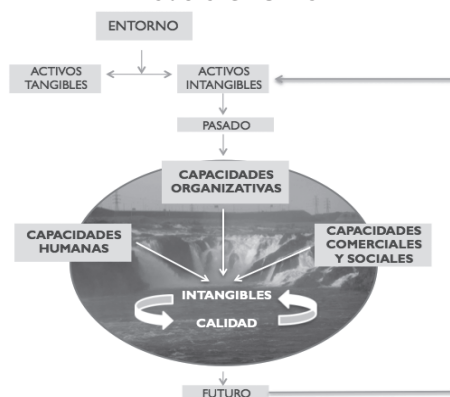 ENTORNO
ACTIVOS
TANGIBLES
ACTIVOS
INTANGIBLES
PASADO
CAPACIDADES
ORGANIZATIVAS
CAPACIDADES
HUMANAS
CAPACIDADES
COMERCIALES
Y SOCIALES
INTANGIBLES
CALIDAD
FUTURO